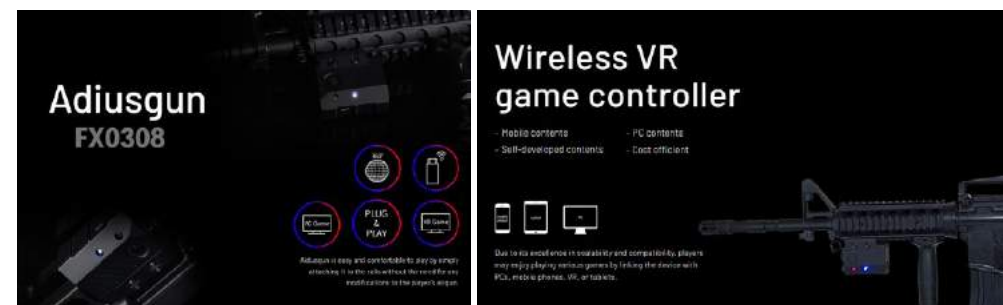 Adiusgun
FX0308
360°
PC Game
PLUG
&
PLAY
VR Game
Adiusgun is easy and comfortable to play by simply
attaching it to the rails without the need for any
modifications to the player's airgun.
Wireless VR
game controller
- Mobile contents
- PC contents
- Self-developed contents
- Cost efficient
PC
Due to its excellence in scalability and compatibility, players
may enjoy playing various games by linking the device with
PCs, mobile phones, VR, or tablets.